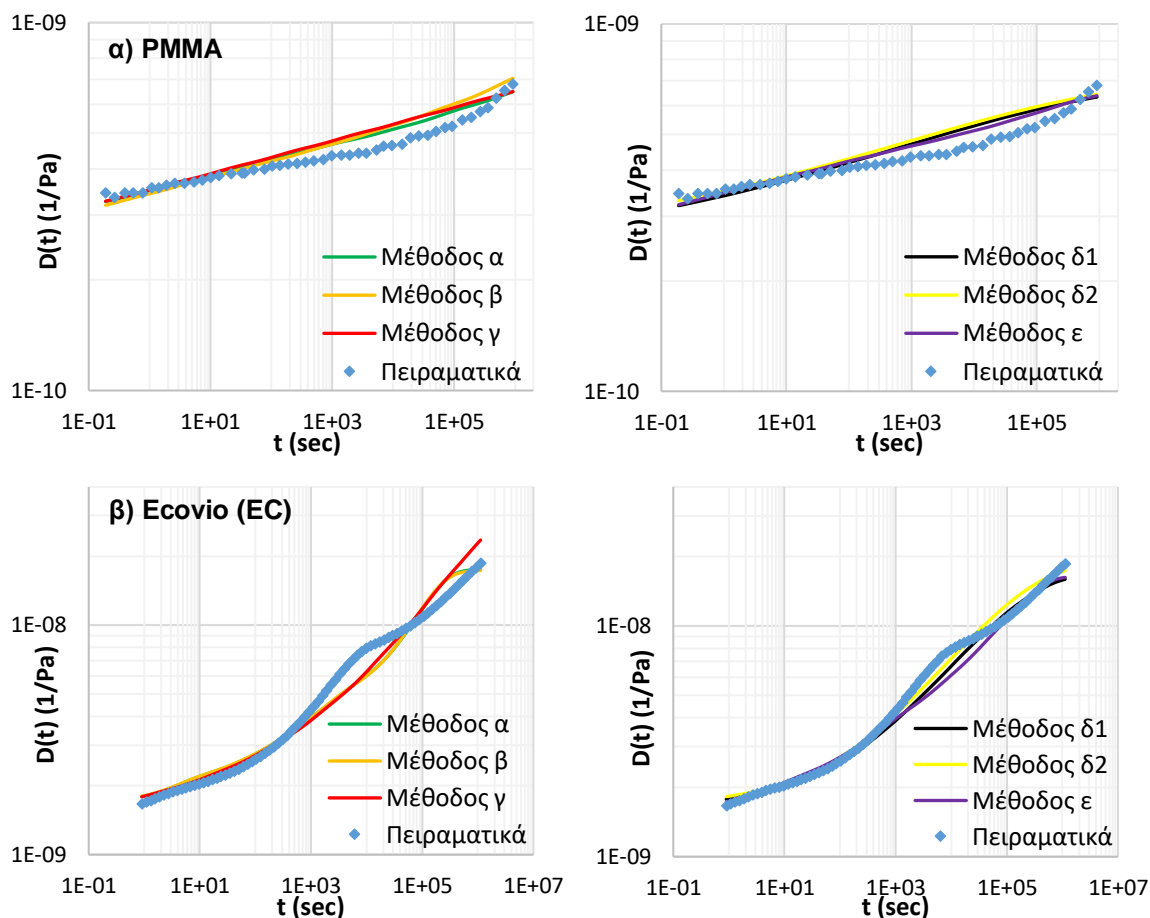 α) PMMA
1E-09
D(t) (1/Pa)
Μέθοδος α
Μέθοδος β
Μέθοδος γ
Πειραματικά
1E-10
1E-01 1E+01 1E+03 1E+05
t (sec)
1E-09
D(t) (1/Pa)
Μέθοδος δ1
Μέθοδος δ2
Μέθοδος ε
Πειραματικά
1E-10
1E-01 1E+01 1E+03 1E+05
t (sec)
β) Ecovio (EC)
1E-08
D(t) (1/Pa)
Μέθοδος α
Μέθοδος β
Μέθοδος γ
Πειραματικά
1E-09
1E-01 1E+01 1E+03 1E+05 1E+07
t (sec)
1E-08
D(t) (1/Pa)
Μέθοδος δ1
Μέθοδος δ2
Μέθοδος ε
Πειραματικά
1E-09
1E-01 1E+01 1E+03 1E+05 1E+07
t (sec)